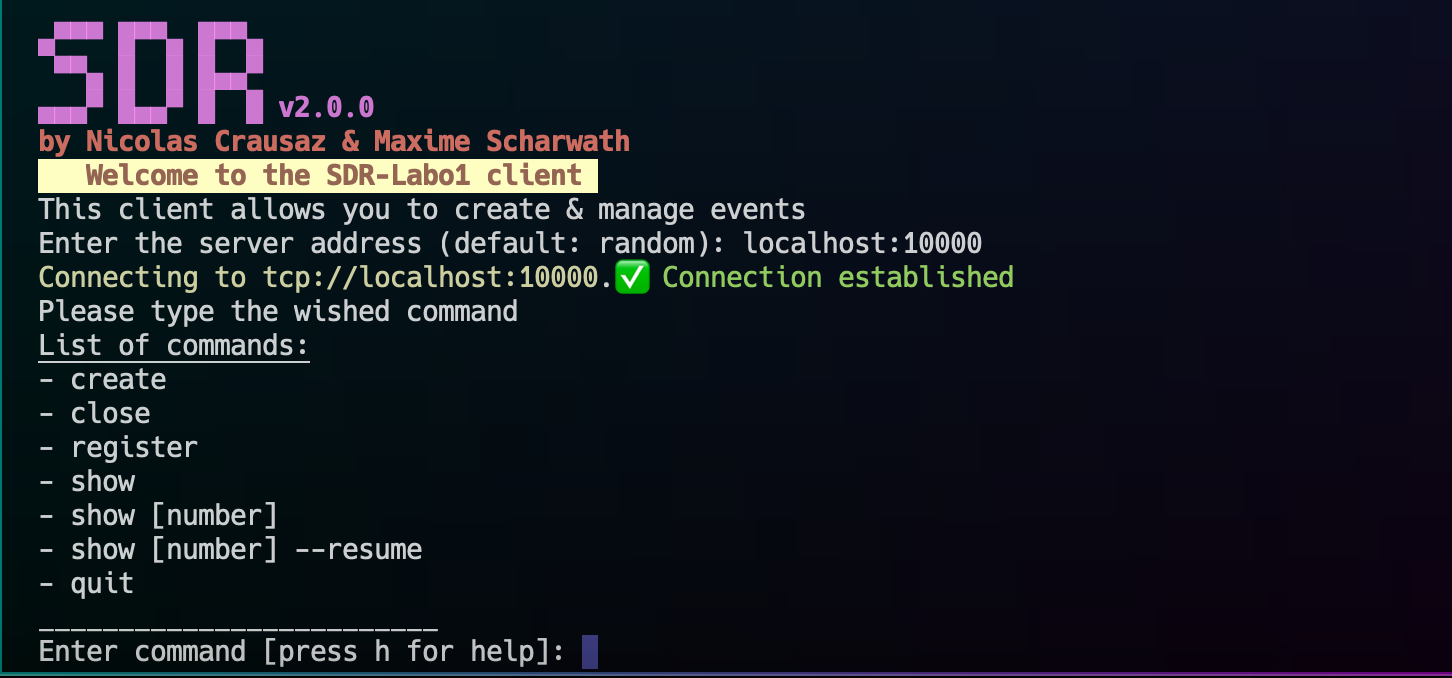 SDR v2.0.0
by Nicolas Crausaz & Maxime Scharwath
Welcome to the SDR-Labo1 client
This client allows you to create & manage events
Enter the server address (default: random): localhost:10000
Connecting to tcp://localhost:10000.✅ Connection established
Please type the wished command
List of commands:
- create
- close
- register
- show
- show [number]
- show [number] --resume
- quit
_________________________
Enter command [press h for help]: